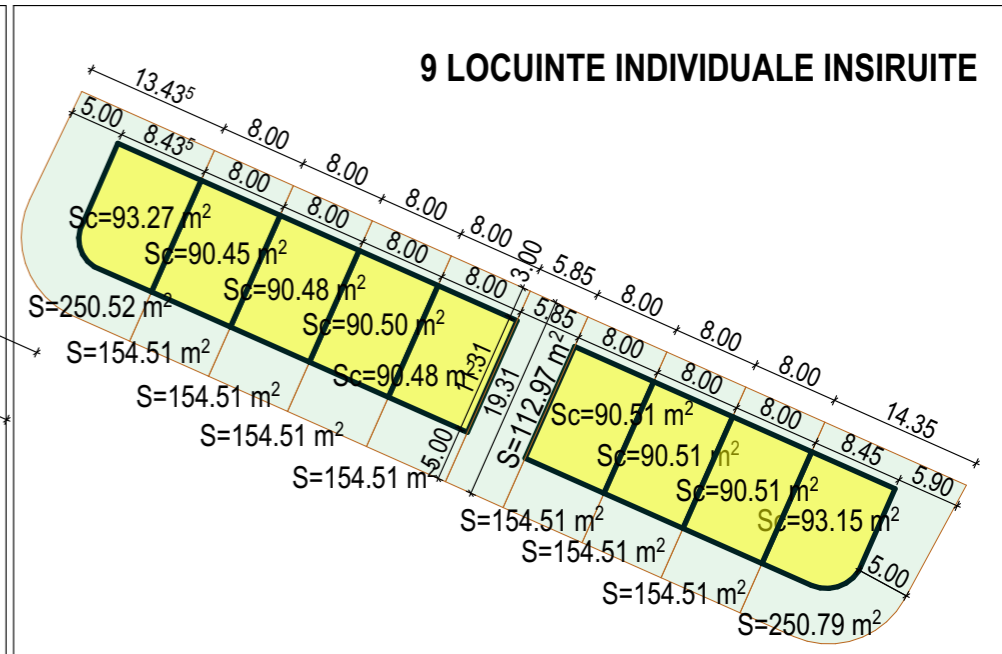 9 LOCUINTE INDIVIDUALE INSIRUITE
13.43⁵
8.00
8.00
8.00
8.00
5.85
8.00
8.00
8.00
14.35
5.00
8.43⁵
8.00
8.00
8.00
8.00
3.00
5.85
8.00
8.00
8.00
8.45
5.90
Sc=93.27 m²
Sc=90.45 m²
Sc=90.48 m²
Sc=90.50 m²
Sc=90.48 m²
11.31
19.31
5.00
S=112.97 m²
Sc=90.51 m²
Sc=90.51 m²
Sc=90.51 m²
Sc=93.15 m²
5.00
S=250.52 m²
S=154.51 m²
S=154.51 m²
S=154.51 m²
S=154.51 m²
S=154.51 m²
S=154.51 m²
S=154.51 m²
S=250.79 m²